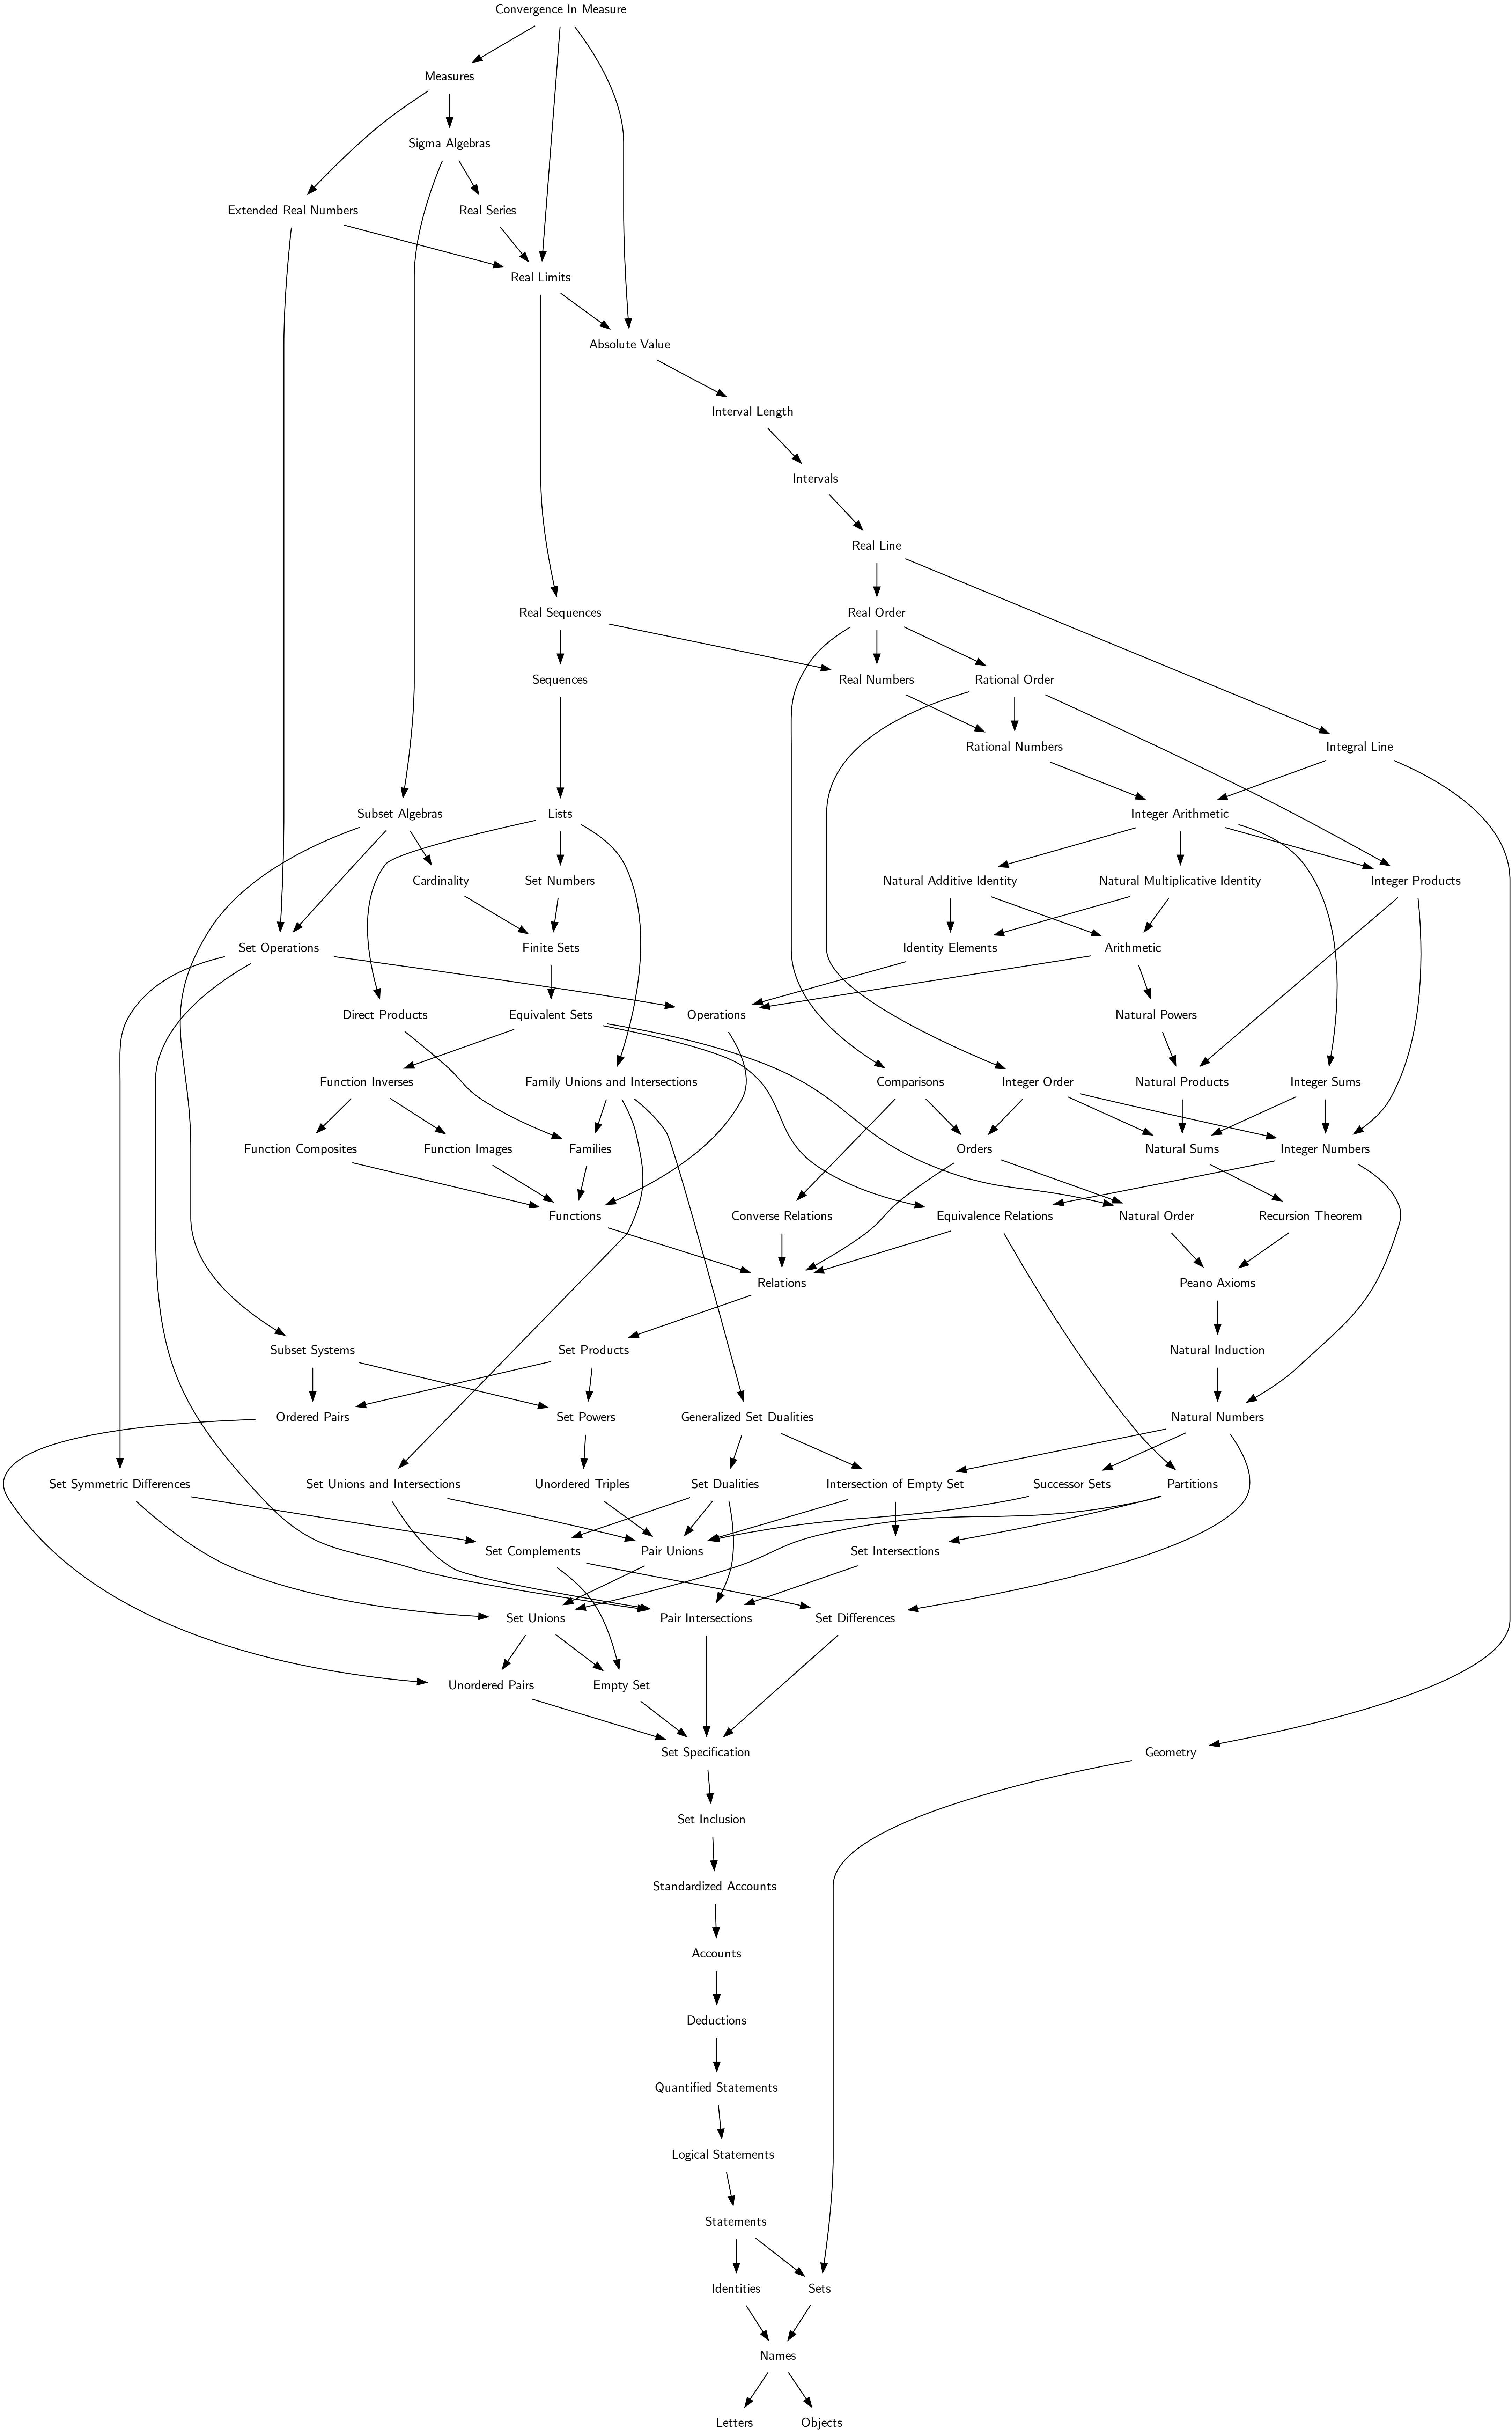 Convergence In Measure
Measures
Sigma Algebras
Extended Real Numbers
Real Series
Real Limits
Absolute Value
Interval Length
Intervals
Real Line
Real Sequences
Real Order
Sequences
Real Numbers
Rational Order
Rational Numbers
Integral Line
Subset Algebras
Lists
Integer Arithmetic
Cardinality
Set Numbers
Natural Additive Identity
Natural Multiplicative Identity
Integer Products
Set Operations
Finite Sets
Identity Elements
Arithmetic
Direct Products
Equivalent Sets
Operations
Natural Powers
Function Inverses
Family Unions and Intersections
Comparisons
Integer Order
Natural Products
Integer Sums
Function Composites
Function Images
Families
Orders
Natural Sums
Integer Numbers
Functions
Converse Relations
Equivalence Relations
Natural Order
Recursion Theorem
Relations
Peano Axioms
Subset Systems
Set Products
Natural Induction
Ordered Pairs
Set Powers
Generalized Set Dualities
Natural Numbers
Set Symmetric Differences
Set Unions and Intersections
Unordered Triples
Set Dualities
Intersection of Empty Set
Successor Sets
Partitions
Set Complements
Pair Unions
Set Intersections
Set Unions
Pair Intersections
Set Differences
Unordered Pairs
Empty Set
Set Specification
Geometry
Set Inclusion
Standardized Accounts
Accounts
Deductions
Quantified Statements
Logical Statements
Statements
Identities
Sets
Names
Letters
Objects